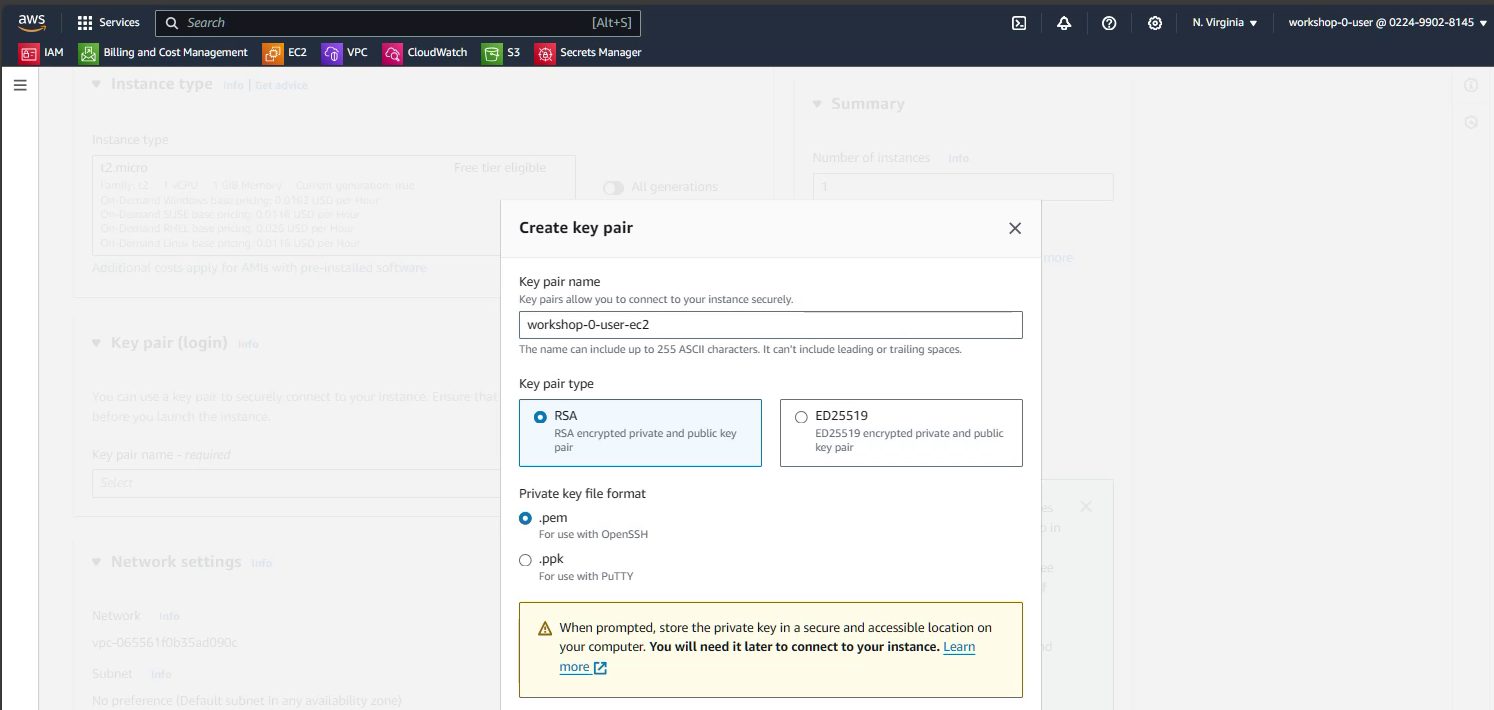 aws Services Search [Alt+S] N. Virginia workshop-0-user @ 0224-9902-8145
IAM Billing and Cost Management EC2 VPC CloudWatch S3 Secrets Manager
Instance type Info | Get advice
Summary
Instance type
t2.micro Free tier eligible
Family: t2 1 vCPU 1 GiB Memory Current generation: true
On-Demand Windows base pricing: 0.0162 USD per Hour
On-Demand SUSE base pricing: 0.0116 USD per Hour
On-Demand RHEL base pricing: 0.026 USD per Hour
On-Demand Linux base pricing: 0.0116 USD per Hour
All generations
Additional costs apply for AMIs with pre-installed software
Number of instances Info
1
more
Key pair (login) Info
You can use a key pair to securely connect to your instance. Ensure that
before you launch the instance.
Key pair name - required
Select
Network settings Info
Network Info
vpc-065561f0b35ad090c
Subnet Info
No preference (Default subnet in any availability zone)
Create key pair
Key pair name
Key pairs allow you to connect to your instance securely.
workshop-0-user-ec2
The name can include up to 255 ASCII characters. It can't include leading or trailing spaces.
Key pair type
RSA
RSA encrypted private and public key
pair
ED25519
ED25519 encrypted private and public
key pair
Private key file format
.pem
For use with OpenSSH
.ppk
For use with PuTTY
When prompted, store the private key in a secure and accessible location on
your computer. You will need it later to connect to your instance. Learn
more